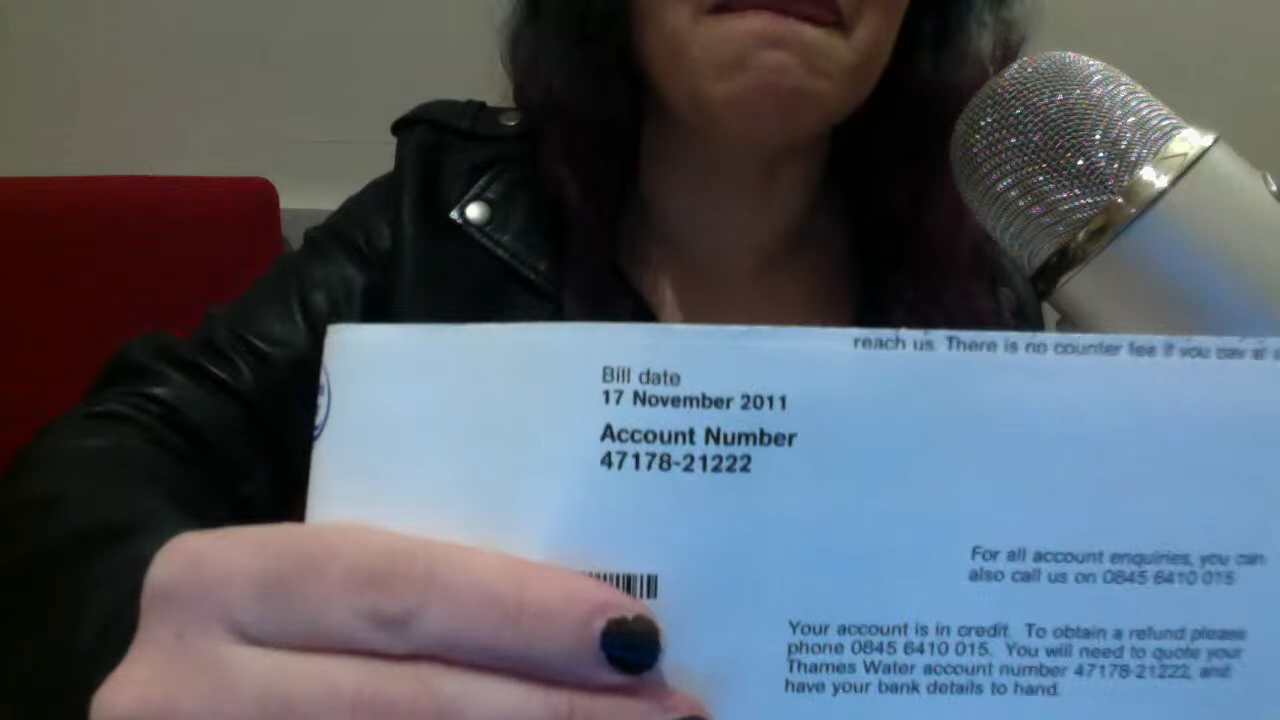 reach us. There is no counter fee if you pay at
Bill date
17 November 2011
Account Number
47178-21222
For all account enquiries, you can
also call us on 0845 6410 015
Your account is in credit. To obtain a refund please
phone 0845 6410 015. You will need to quote your
Thames Water account number 47178-21222, and
have your bank details to hand.